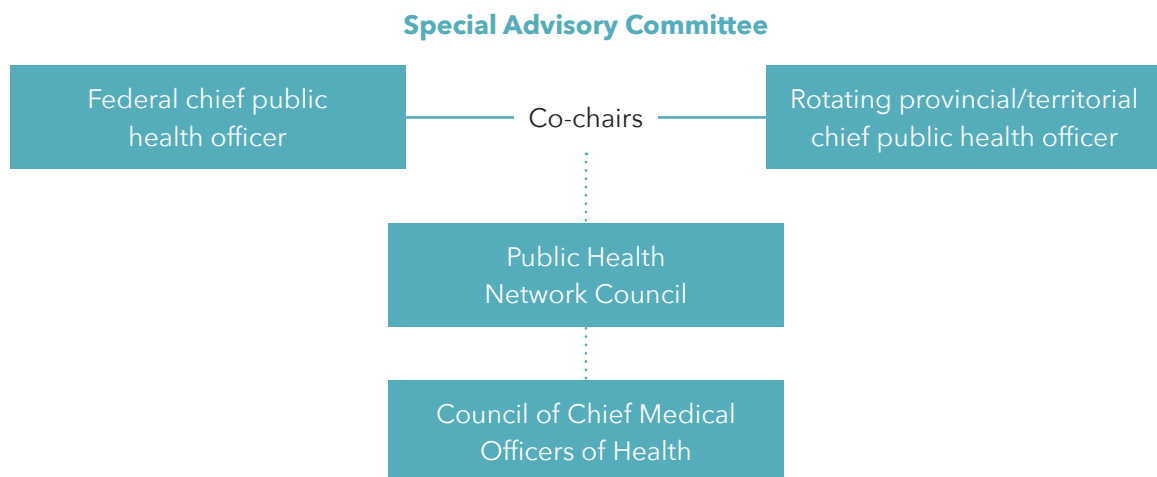 Special Advisory Committee
Federal chief public
health officer
Co-chairs
Rotating provincial/territorial
chief public health officer
Public Health
Network Council
Council of Chief Medical
Officers of Health